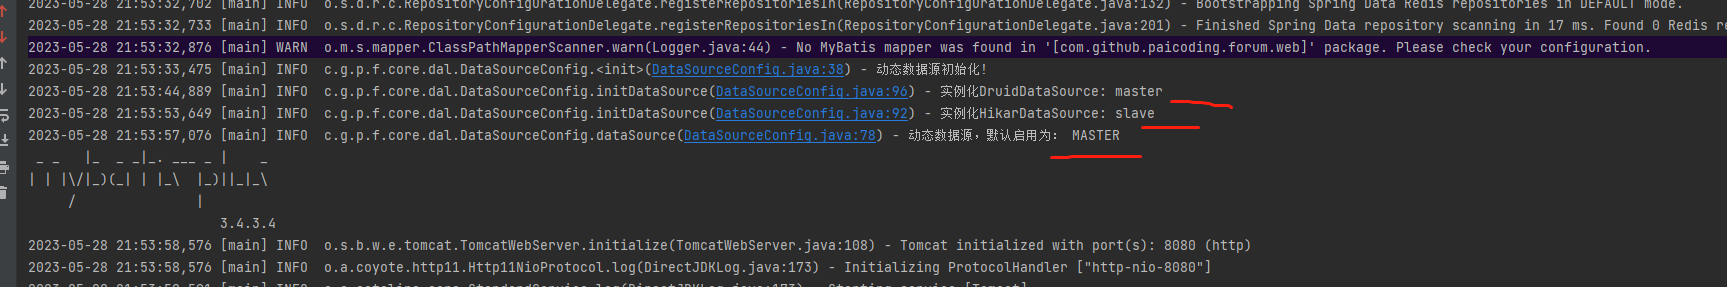 2023-05-28 21:53:32,702 [main] INFO  o.s.d.r.c.RepositoryConfigurationDelegate.registerRepositoriesIn(RepositoryConfigurationDelegate.java:132) - Bootstrapping Spring Data Redis repositories in DEFAULT mode.
2023-05-28 21:53:32,733 [main] INFO  o.s.d.r.c.RepositoryConfigurationDelegate.registerRepositoriesIn(RepositoryConfigurationDelegate.java:201) - Finished Spring Data repository scanning in 17 ms. Found 0 Redis re
2023-05-28 21:53:32,876 [main] WARN  o.m.s.mapper.ClassPathMapperScanner.warn(Logger.java:44) - No MyBatis mapper was found in '[com.github.paicoding.forum.web]' package. Please check your configuration.
2023-05-28 21:53:33,475 [main] INFO  c.g.p.f.core.dal.DataSourceConfig.<init>(DataSourceConfig.java:38) - 动态数据源初始化!
2023-05-28 21:53:44,889 [main] INFO  c.g.p.f.core.dal.DataSourceConfig.initDataSource(DataSourceConfig.java:96) - 实例化DruidDataSource: master
2023-05-28 21:53:53,649 [main] INFO  c.g.p.f.core.dal.DataSourceConfig.initDataSource(DataSourceConfig.java:92) - 实例化HikarDataSource: slave
2023-05-28 21:53:57,076 [main] INFO  c.g.p.f.core.dal.DataSourceConfig.dataSource(DataSourceConfig.java:78) - 动态数据源，默认启用为： MASTER
 _ _   |_  _ _|_. ___ _ |    _
| | |\/|_)(_| | |_\  |_)||_|_\
     /               |
                        3.4.3.4
2023-05-28 21:53:58,576 [main] INFO  o.s.b.w.e.tomcat.TomcatWebServer.initialize(TomcatWebServer.java:108) - Tomcat initialized with port(s): 8080 (http)
2023-05-28 21:53:58,576 [main] INFO  o.a.coyote.http11.Http11NioProtocol.log(DirectJDKLog.java:173) - Initializing ProtocolHandler ["http-nio-8080"]